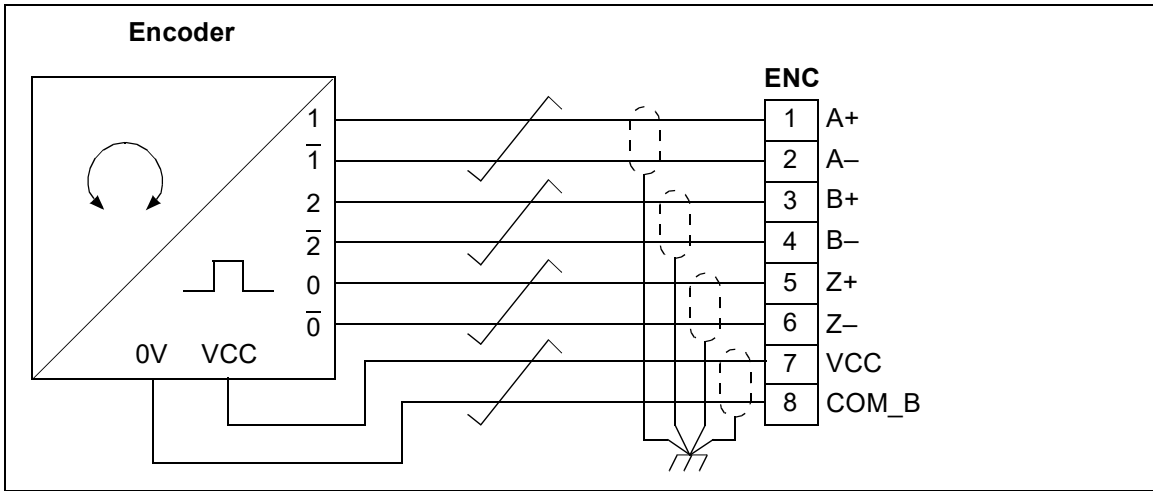 Encoder
ENC
1 1 A+
1̅ 2 A–
2 3 B+
2̅ 4 B–
0 5 Z+
0̅ 6 Z–
0V VCC 7 VCC
8 COM_B